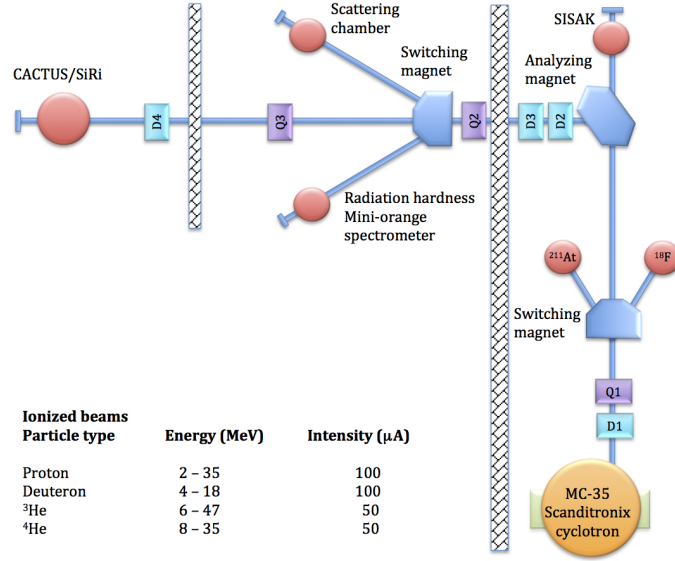 Scattering
chamber
SISAK
Switching
magnet
Analyzing
magnet
CACTUS/SiRi
D4
Q3
Q2
D3
D2
Radiation hardness
Mini-orange
spectrometer
²¹¹At
¹⁸F
Switching
magnet
Q1
D1
MC-35
Scanditronix
cyclotron
Ionized beams
Particle type Energy (MeV) Intensity (μA)
Proton 2 – 35 100
Deuteron 4 – 18 100
³He 6 – 47 50
⁴He 8 – 35 50